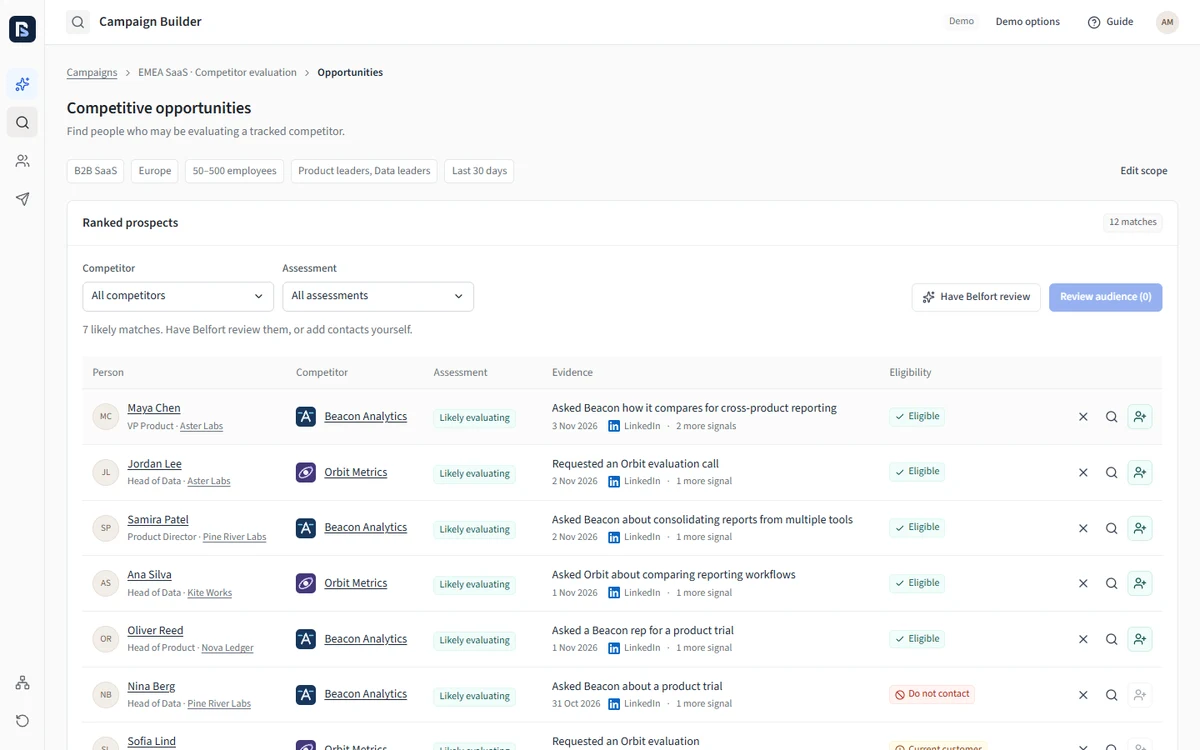 Campaign Builder
Demo
Demo options
Guide
AM
Campaigns > EMEA SaaS · Competitor evaluation > Opportunities
Competitive opportunities
Find people who may be evaluating a tracked competitor.
B2B SaaS
Europe
50–500 employees
Product leaders, Data leaders
Last 30 days
Edit scope
Ranked prospects
12 matches
Competitor
Assessment
All competitors
All assessments
Have Belfort review
Review audience (0)
7 likely matches. Have Belfort review them, or add contacts yourself.
Person
Competitor
Assessment
Evidence
Eligibility
MC
Maya Chen
VP Product · Aster Labs
Beacon Analytics
Likely evaluating
Asked Beacon how it compares for cross-product reporting
3 Nov 2026 LinkedIn · 2 more signals
Eligible
JL
Jordan Lee
Head of Data · Aster Labs
Orbit Metrics
Likely evaluating
Requested an Orbit evaluation call
2 Nov 2026 LinkedIn · 1 more signal
Eligible
SP
Samira Patel
Product Director · Pine River Labs
Beacon Analytics
Likely evaluating
Asked Beacon about consolidating reports from multiple tools
2 Nov 2026 LinkedIn · 1 more signal
Eligible
AS
Ana Silva
Head of Data · Kite Works
Orbit Metrics
Likely evaluating
Asked Orbit about comparing reporting workflows
1 Nov 2026 LinkedIn · 1 more signal
Eligible
OR
Oliver Reed
Head of Product · Nova Ledger
Beacon Analytics
Likely evaluating
Asked a Beacon rep for a product trial
1 Nov 2026 LinkedIn · 1 more signal
Eligible
NB
Nina Berg
Head of Data · Pine River Labs
Beacon Analytics
Likely evaluating
Asked Beacon about a product trial
31 Oct 2026 LinkedIn · 1 more signal
Do not contact
SL
Sofia Lind
Orbit Metrics
Likely evaluating
Requested an Orbit evaluation
Current customer